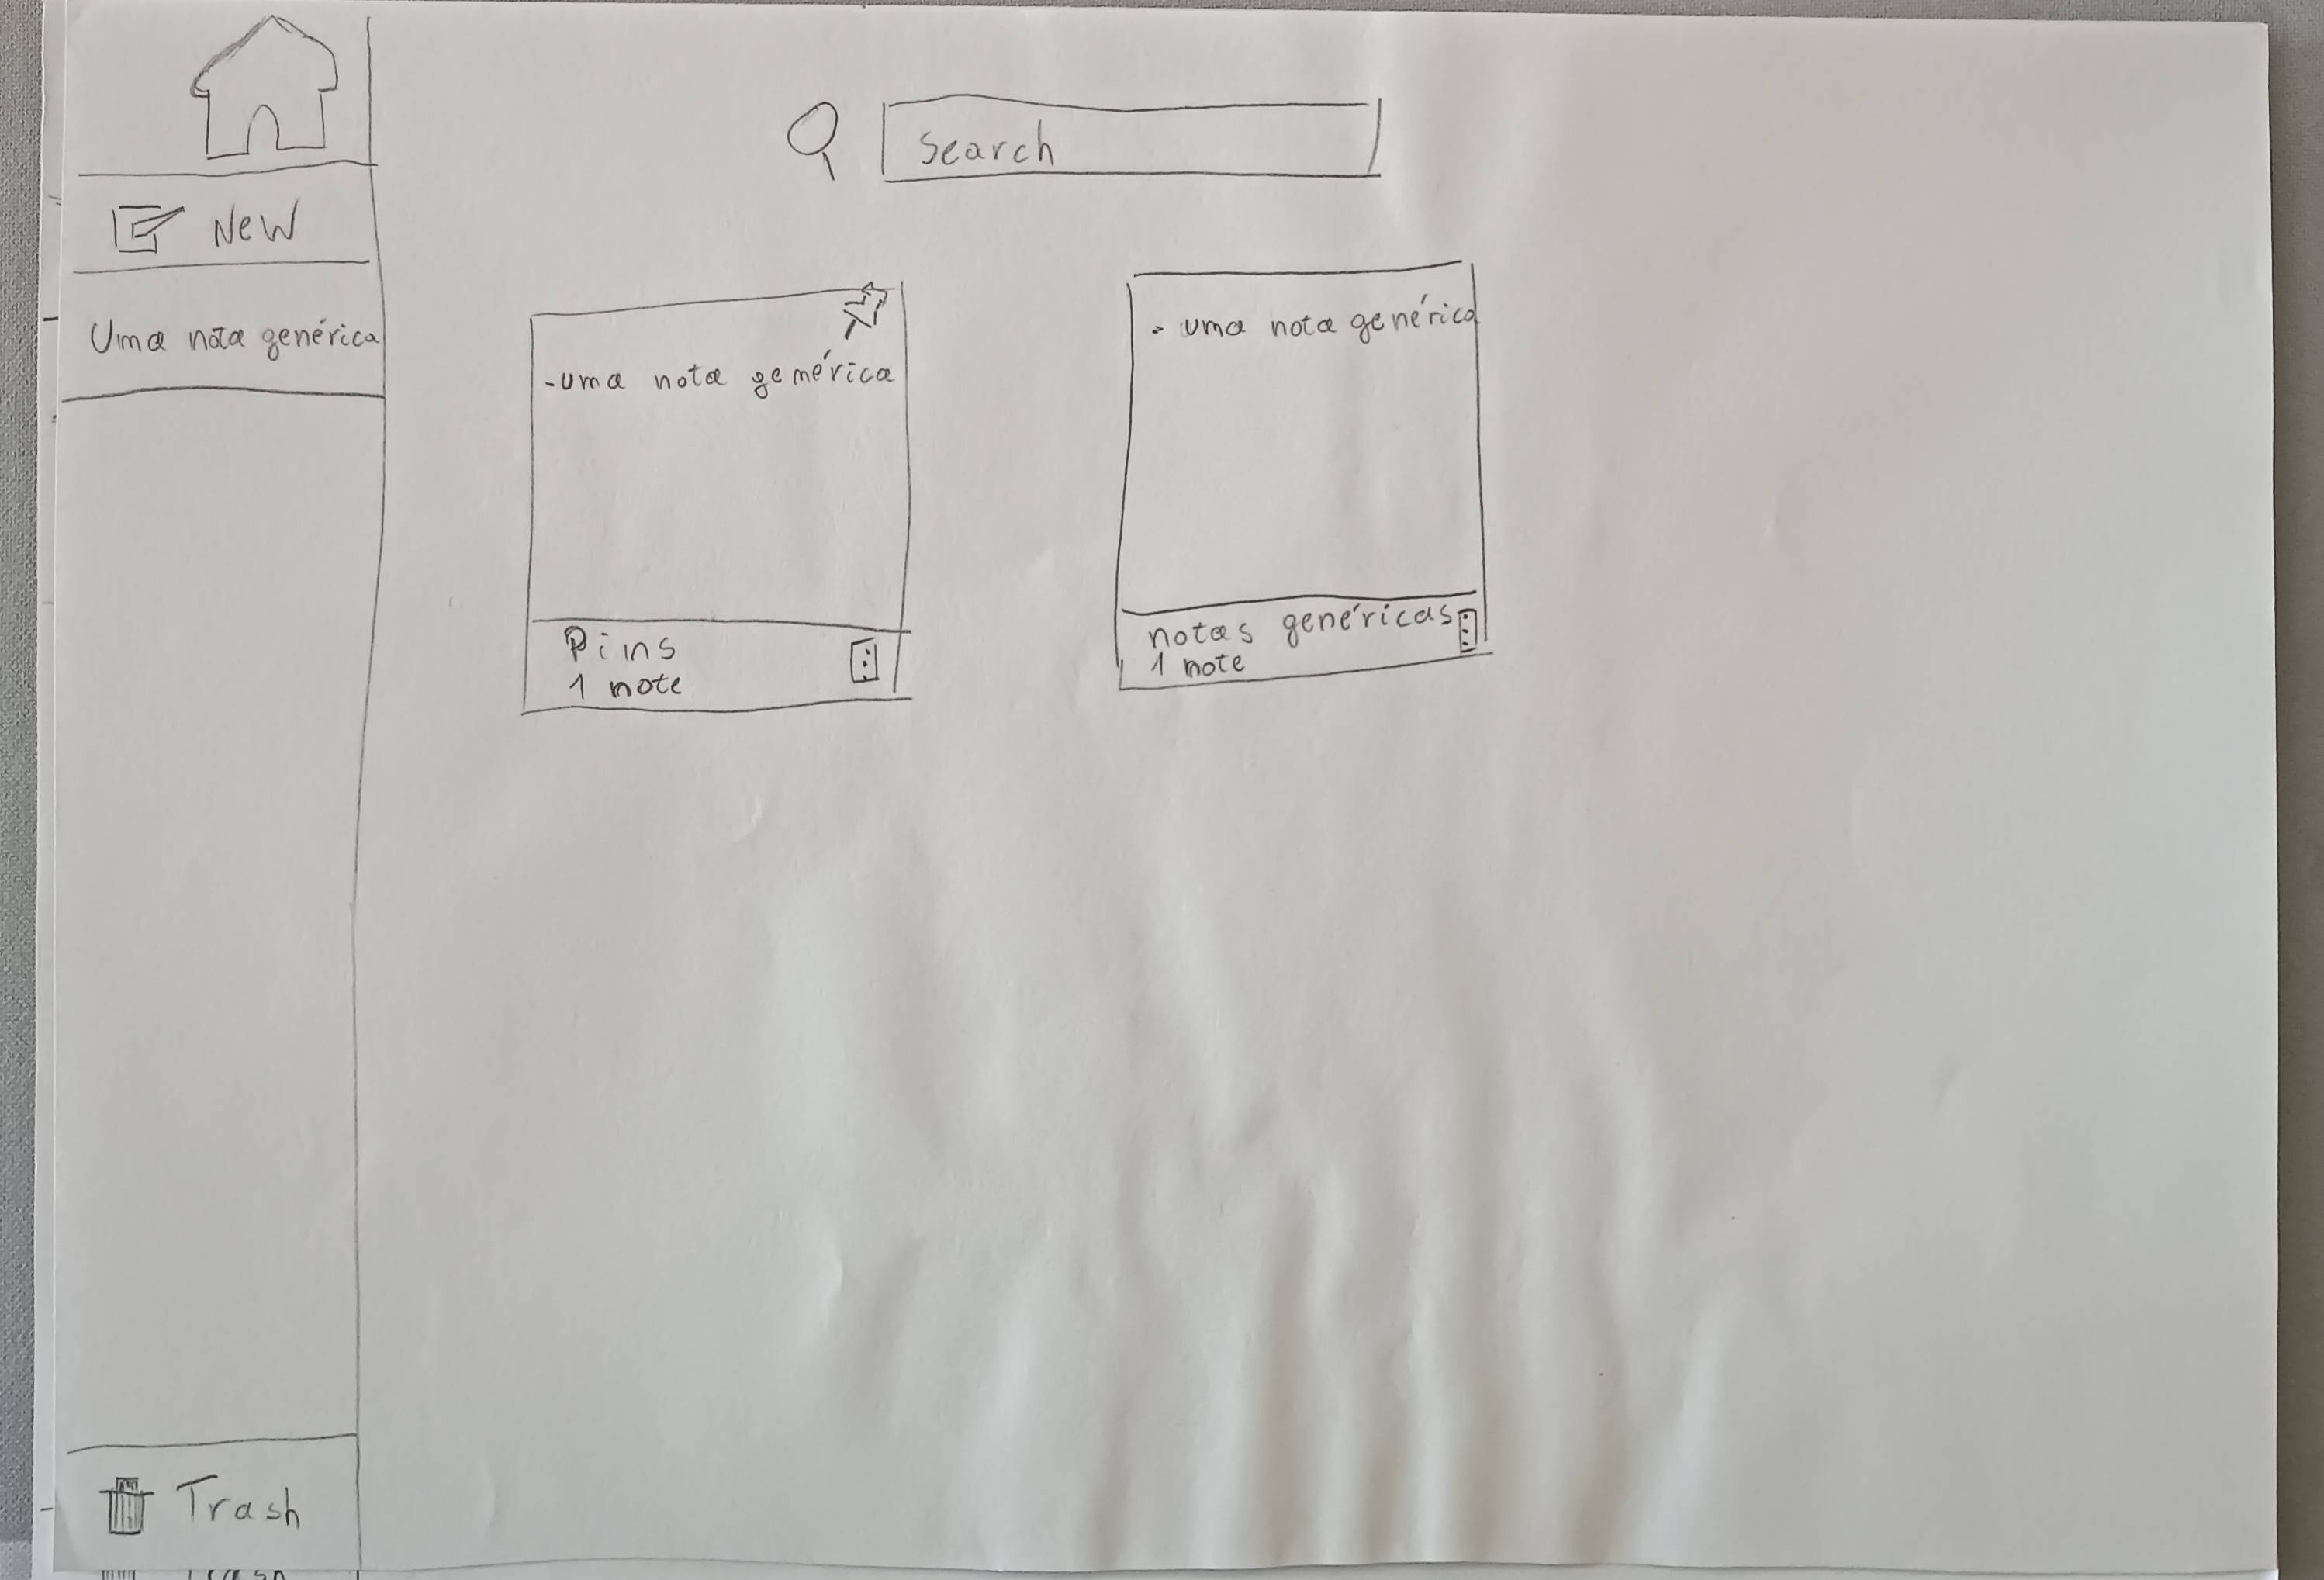 Search
New
Uma nota genérica
-uma nota genérica
- uma nota genérica
Pins
1 note
notas genéricas
1 note
Trash
Trash